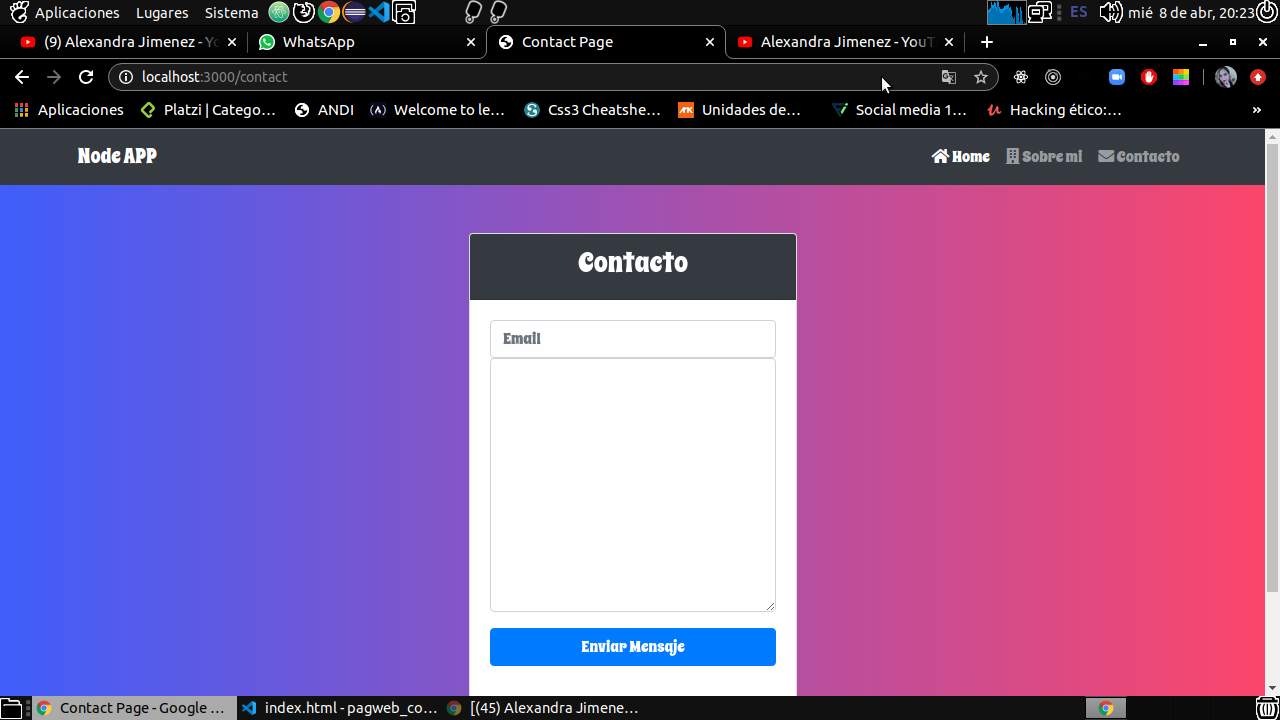 Aplicaciones Lugares Sistema ES mié 8 de abr, 20:23
(9) Alexandra Jimenez - Yo WhatsApp Contact Page Alexandra Jimenez - YouT
localhost:3000/contact
Aplicaciones Platzi | Catego... ANDI Welcome to le... Css3 Cheatshe... Unidades de... Social media 1... Hacking ético:... »
Node APP Home Sobre mi Contacto
Contacto
Email
Enviar Mensaje
Contact Page - Google ... index.html - pagweb_co... [(45) Alexandra Jimene...